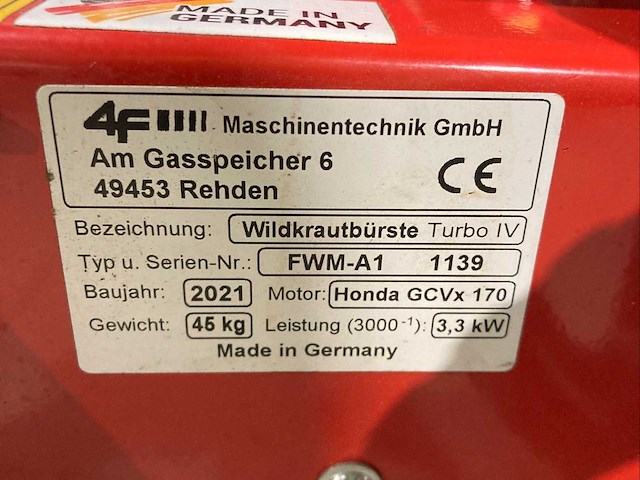 MADE IN
GERMANY
4F Maschinentechnik GmbH
Am Gasspeicher 6
49453 Rehden
CE
Bezeichnung: Wildkrautbürste Turbo IV
Typ u. Serien-Nr.: FWM-A1 1139
Baujahr: 2021 Motor: Honda GCVx 170
Gewicht: 45 kg Leistung (3000⁻¹): 3,3 kW
Made in Germany